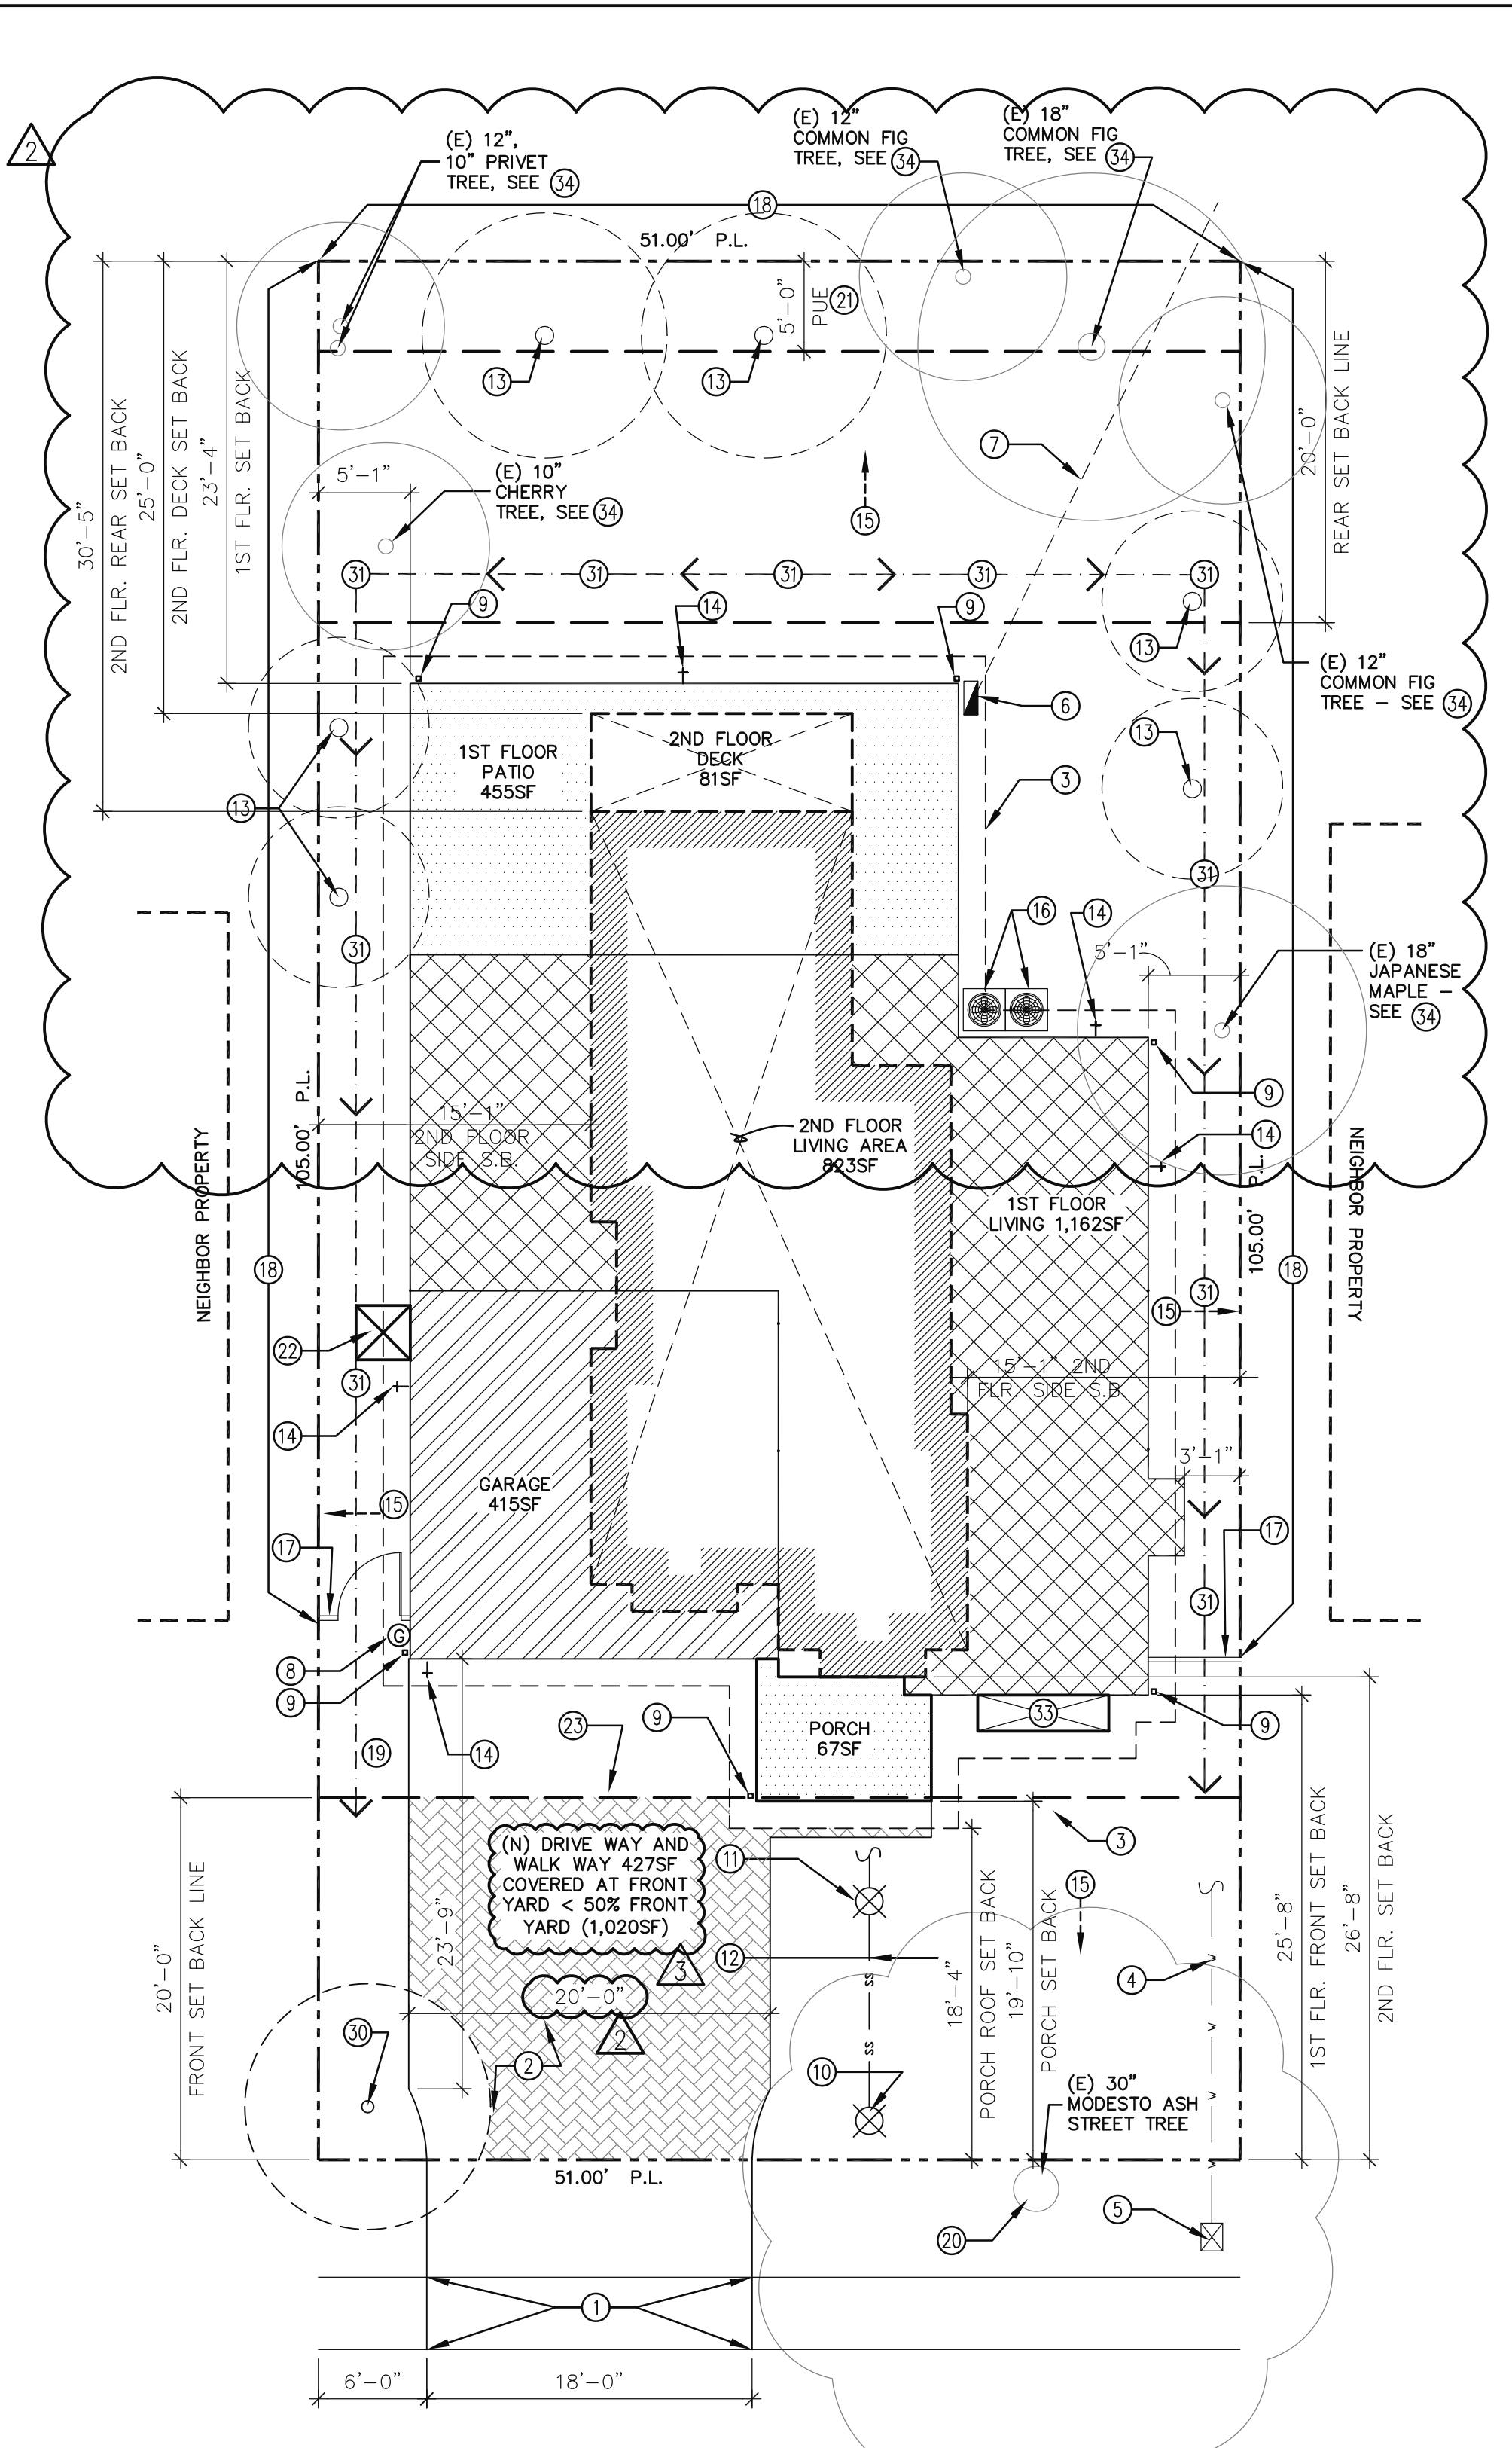 2
(E) 12",
10" PRIVET
TREE, SEE 34
(E) 12"
COMMON FIG
TREE, SEE 34
(E) 18"
COMMON FIG
TREE, SEE 34
18
51.00' P.L.
5'-0"
PUE 21
13
13
7
15
30'-5"
2ND FLR. REAR SET BACK
25'-0"
2ND FLR. DECK SET BACK
23'-4"
1ST FLR. SET BACK
20'-0"
REAR SET BACK LINE
5'-1"
(E) 10"
CHERRY
TREE, SEE 34
31
31
31
31
31
9
14
9
13
(E) 12"
COMMON FIG
TREE - SEE 34
6
13
1ST FLOOR
PATIO
455SF
2ND FLOOR
DECK
81SF
3
13
31
31
16
14
5'-1"
(E) 18"
JAPANESE
MAPLE -
SEE 34
9
14
105.00' P.L.
15'-1"
2ND FLOOR
SIDE S.B.
2ND FLOOR
LIVING AREA
823SF
NEIGHBOR PROPERTY
NEIGHBOR PROPERTY
105.00' P.L.
1ST FLOOR
LIVING 1,162SF
18
18
31
15
22
31
14
15'-1" 2ND
FLR. SIDE S.B.
3'-1"
GARAGE
415SF
15
17
17
31
G
8
9
33
9
PORCH
67SF
23
9
19
14
3
(N) DRIVE WAY AND
WALK WAY 427SF
COVERED AT FRONT
YARD < 50% FRONT
YARD (1,020SF)
3
11
15
20'-0"
FRONT SET BACK LINE
23'-9"
12
SS
SS
18'-4"
PORCH ROOF SET BACK
19'-10"
PORCH SET BACK
4
W
W
W
W
W
25'-8"
1ST FLR. FRONT SET BACK
26'-8"
2ND FLR. SET BACK
20'-0"
2
30
2
10
(E) 30"
MODESTO ASH
STREET TREE
51.00' P.L.
20
5
1
6'-0"
18'-0"